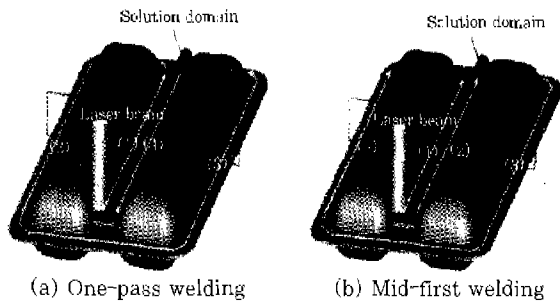 Solution domain
Solution domain
Laser beam
Laser beam
(a) One-pass welding
(b) Mid-first welding